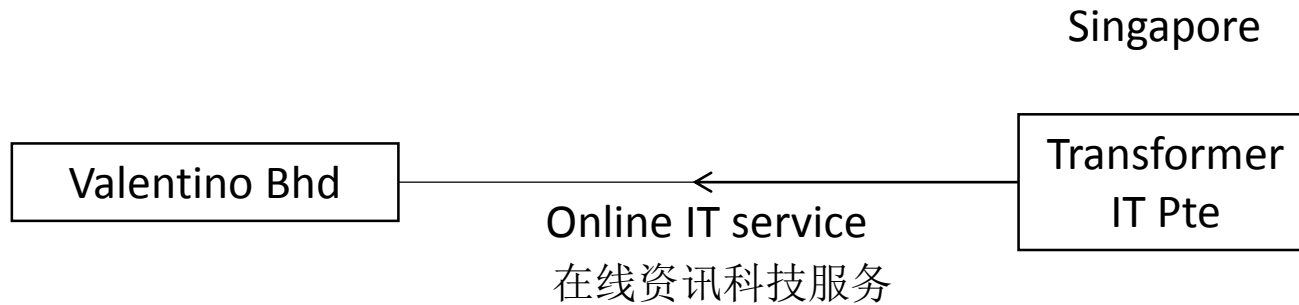 Singapore
Valentino Bhd
Transformer
IT Pte
Online IT service
在线资讯科技服务